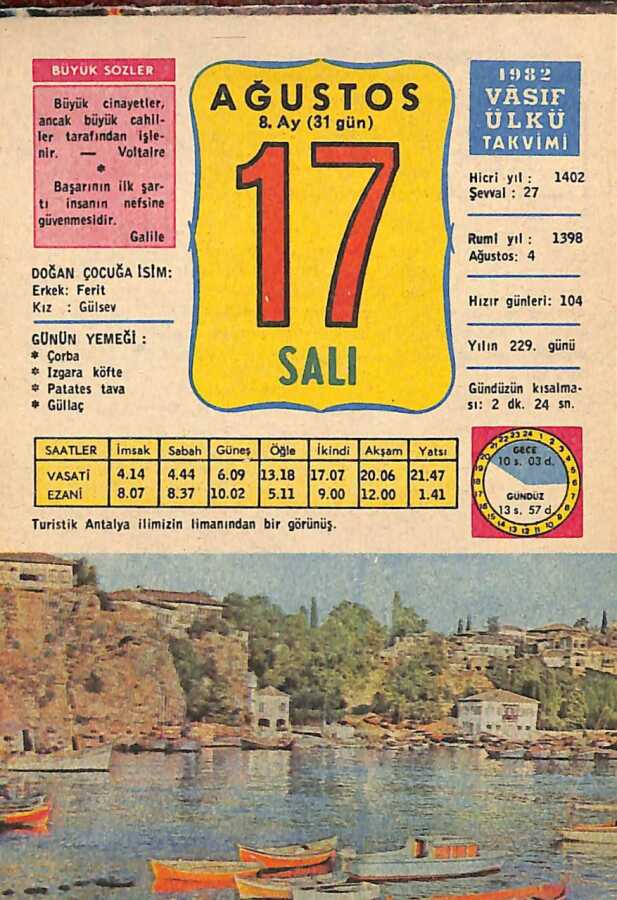 BÜYÜK SÖZLER
Büyük cinayetler,
ancak büyük cahil-
ler tarafından işle-
nir. — Voltaire
*
Başarının ilk şar-
tı insanın nefsine
güvenmesidir.
Galile
DOĞAN ÇOCUĞA İSİM:
Erkek: Ferit
Kız : Gülsev
GÜNÜN YEMEĞİ :
* Çorba
* Izgara köfte
* Patates tava
* Güllaç
AĞUSTOS
8. Ay (31 gün)
17
SALI
1982
VÂSIF
ÜLKÜ
TAKVİMİ
Hicri yıl : 1402
Şevval : 27
Rumi yıl : 1398
Ağustos: 4
Hızır günleri: 104
Yılın 229. günü
Gündüzün kısalma-
sı: 2 dk. 24 sn.
SAATLER İmsak Sabah Güneş Öğle İkindi Akşam Yatsı
VASATİ 4.14 4.44 6.09 13.18 17.07 20.06 21.47
EZANİ 8.07 8.37 10.02 5.11 9.00 12.00 1.41
GECE
10 s. 03 d.
GÜNDÜZ
13 s. 57 d.
Turistik Antalya ilimizin limanından bir görünüş.